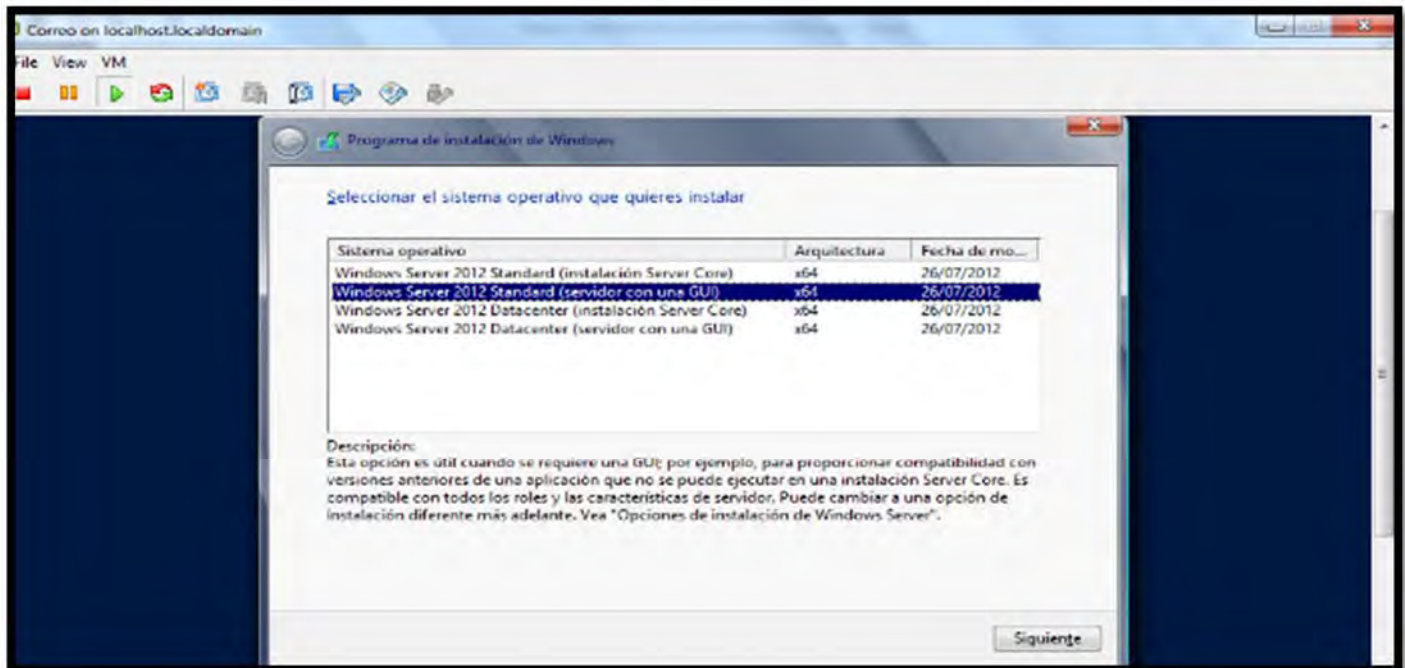 Correo on localhost.localdomain
File View VM
Programa de instalación de Windows
Seleccionar el sistema operativo que quieres instalar
Sistema operativo Arquitectura Fecha de mo...
Windows Server 2012 Standard (instalación Server Core) x64 26/07/2012
Windows Server 2012 Standard (servidor con una GUI) x64 26/07/2012
Windows Server 2012 Datacenter (instalación Server Core) x64 26/07/2012
Windows Server 2012 Datacenter (servidor con una GUI) x64 26/07/2012
Descripción:
Esta opción es útil cuando se requiere una GUI; por ejemplo, para proporcionar compatibilidad con
versiones anteriores de una aplicación que no se puede ejecutar en una instalación Server Core. Es
compatible con todos los roles y las características de servidor. Puede cambiar a una opción de
instalación diferente más adelante. Vea "Opciones de instalación de Windows Server".
Siguiente